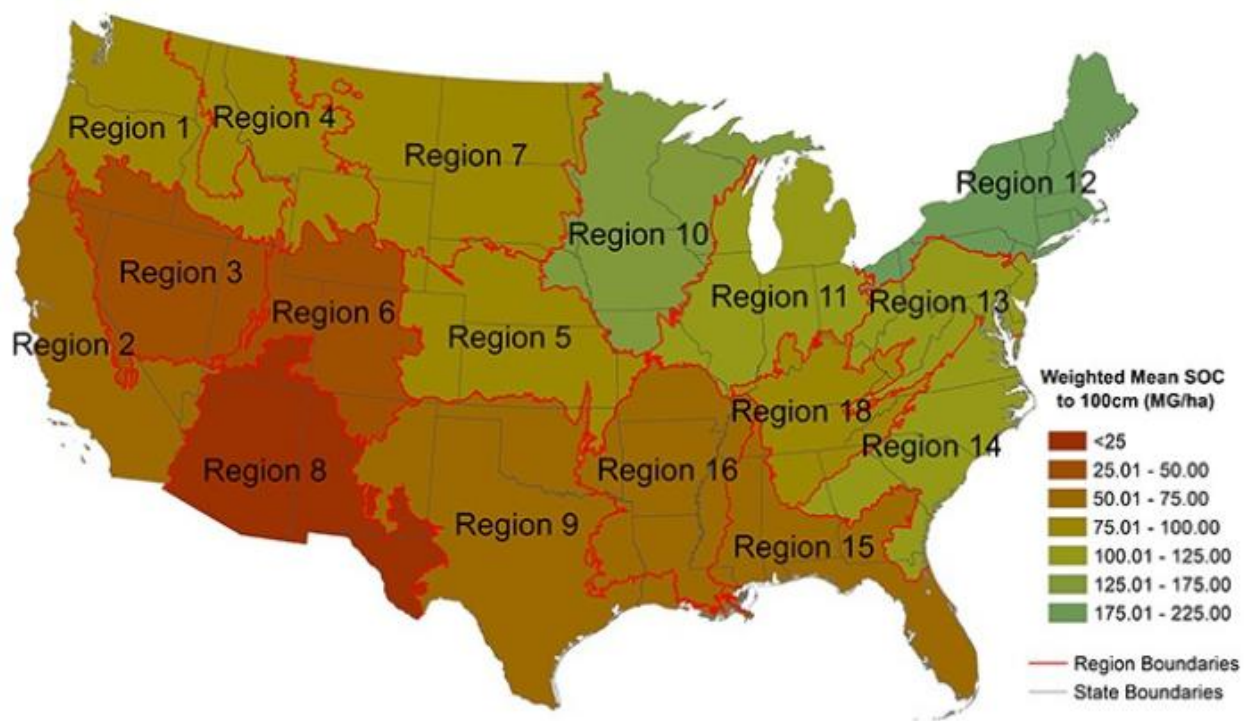 Region 1
Region 4
Region 7
Region 12
Region 10
Region 3
Region 6
Region 11
Region 13
Region 5
Region 2
Region 18
Region 14
Region 8
Region 16
Region 9
Region 15
Weighted Mean SOC
to 100cm (MG/ha)
<25
25.01 - 50.00
50.01 - 75.00
75.01 - 100.00
100.01 - 125.00
125.01 - 175.00
175.01 - 225.00
Region Boundaries
State Boundaries